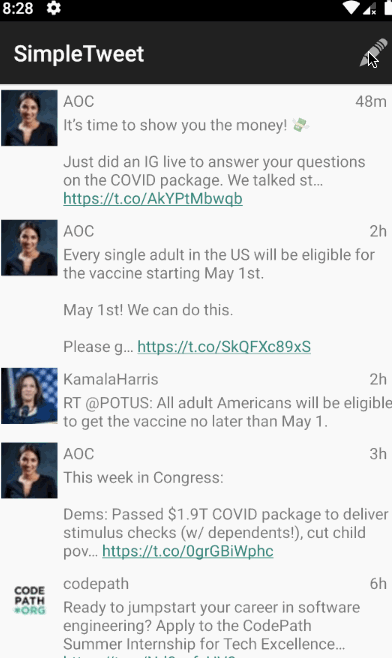 8:28
SimpleTweet
AOC 48m
It's time to show you the money! 💸
Just did an IG live to answer your questions
on the COVID package. We talked st…
https://t.co/AkYPtMbwqb
AOC 2h
Every single adult in the US will be eligible for
the vaccine starting May 1st.
May 1st! We can do this.
Please g… https://t.co/SkQFXc89xS
KamalaHarris 2h
RT @POTUS: All adult Americans will be eligible
to get the vaccine no later than May 1.
AOC 3h
This week in Congress:
Dems: Passed $1.9T COVID package to deliver
stimulus checks (w/ dependents!), cut child
pov… https://t.co/0grGBiWphc
CODE
PATH
*ORG
codepath 6h
Ready to jumpstart your career in software
engineering? Apply to the CodePath
Summer Internship for Tech Excellence…